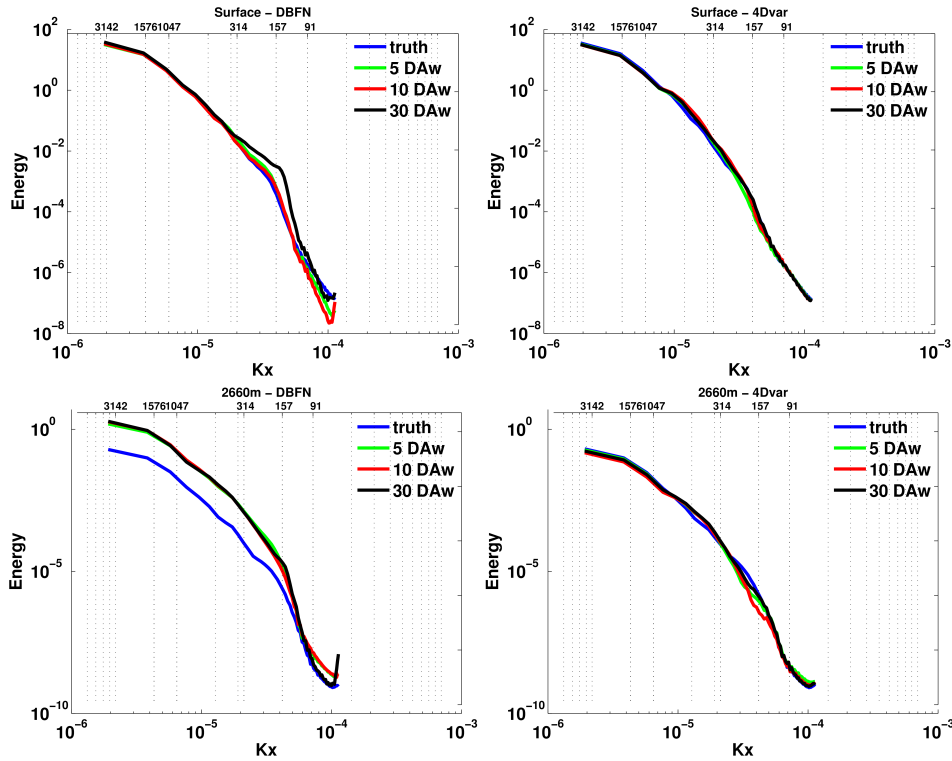 Surface − DBFN
3142 15761047 314 157 91
truth
5 DAw
10 DAw
30 DAw
Energy
10^2
10^0
10^−2
10^−4
10^−6
10^−8
10^−6 10^−5 10^−4 10^−3
Kx
Surface − 4Dvar
3142 15761047 314 157 91
truth
5 DAw
10 DAw
30 DAw
Energy
10^2
10^0
10^−2
10^−4
10^−6
10^−8
10^−6 10^−5 10^−4 10^−3
Kx
2660m − DBFN
3142 15761047 314 157 91
truth
5 DAw
10 DAw
30 DAw
Energy
10^0
10^−5
10^−10
10^−6 10^−5 10^−4 10^−3
Kx
2660m − 4Dvar
3142 15761047 314 157 91
truth
5 DAw
10 DAw
30 DAw
Energy
10^0
10^−5
10^−10
10^−6 10^−5 10^−4 10^−3
Kx